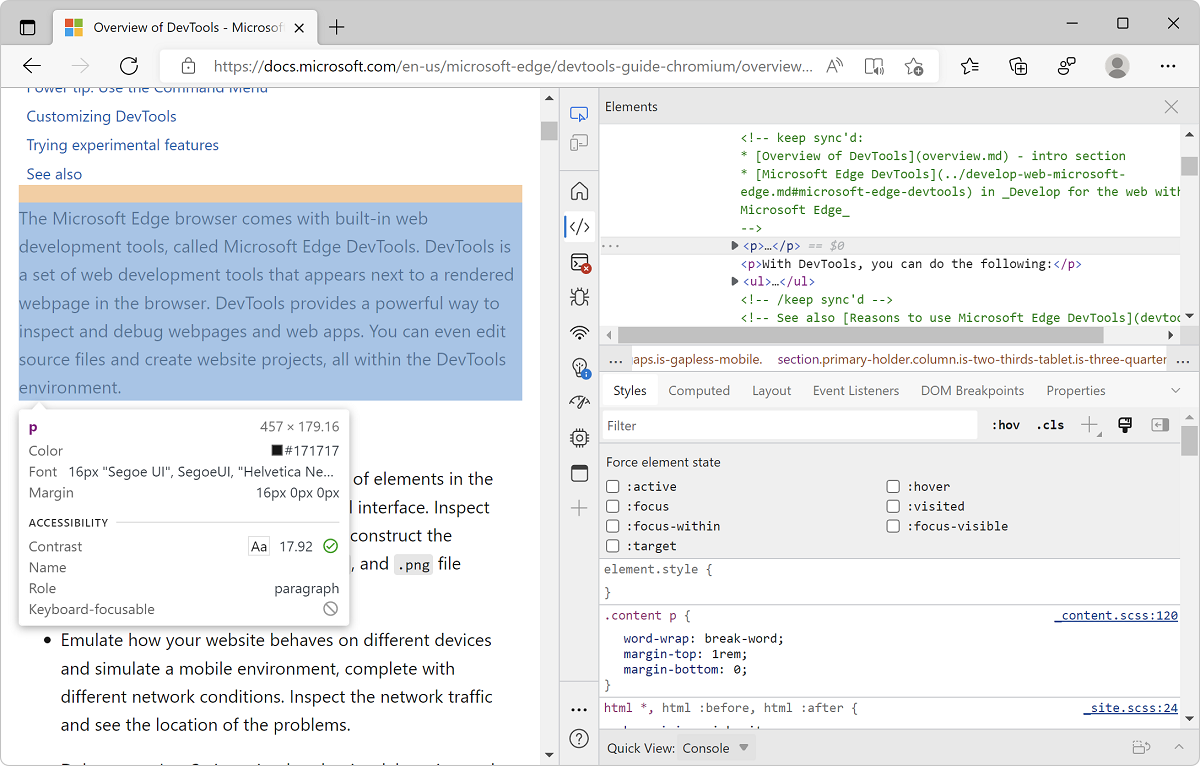 Overview of DevTools - Microsof
https://docs.microsoft.com/en-us/microsoft-edge/devtools-guide-chromium/overview...
Power tip: Use the Command Menu
Customizing DevTools
Trying experimental features
See also
The Microsoft Edge browser comes with built-in web
development tools, called Microsoft Edge DevTools. DevTools is
a set of web development tools that appears next to a rendered
webpage in the browser. DevTools provides a powerful way to
inspect and debug webpages and web apps. You can even edit
source files and create website projects, all within the DevTools
environment.
p 457 × 179.16
Color #171717
Font 16px "Segoe UI", SegoeUI, "Helvetica Ne...
Margin 16px 0px 0px
ACCESSIBILITY
Contrast Aa 17.92
Name
Role paragraph
Keyboard-focusable
of elements in the
l interface. Inspect
construct the
, and .png file
• Emulate how your website behaves on different devices
and simulate a mobile environment, complete with
different network conditions. Inspect the network traffic
and see the location of the problems.
Elements
<!-- keep sync'd:
* [Overview of DevTools](overview.md) - intro section
* [Microsoft Edge DevTools](../develop-web-microsoft-
edge.md#microsoft-edge-devtools) in _Develop for the web with
Microsoft Edge_
-->
... <p>…</p> == $0
<p>With DevTools, you can do the following:</p>
<ul>…</ul>
<!-- /keep sync'd -->
<!-- See also [Reasons to use Microsoft Edge DevTools](devtoo
... aps.is-gapless-mobile. section.primary-holder.column.is-two-thirds-tablet.is-three-quarter ...
Styles Computed Layout Event Listeners DOM Breakpoints Properties
Filter :hov .cls
Force element state
:active :hover
:focus :visited
:focus-within :focus-visible
:target
element.style {
}
.content p { _content.scss:120
word-wrap: break-word;
margin-top: 1rem;
margin-bottom: 0;
}
html *, html :before, html :after { _site.scss:24
Quick View: Console